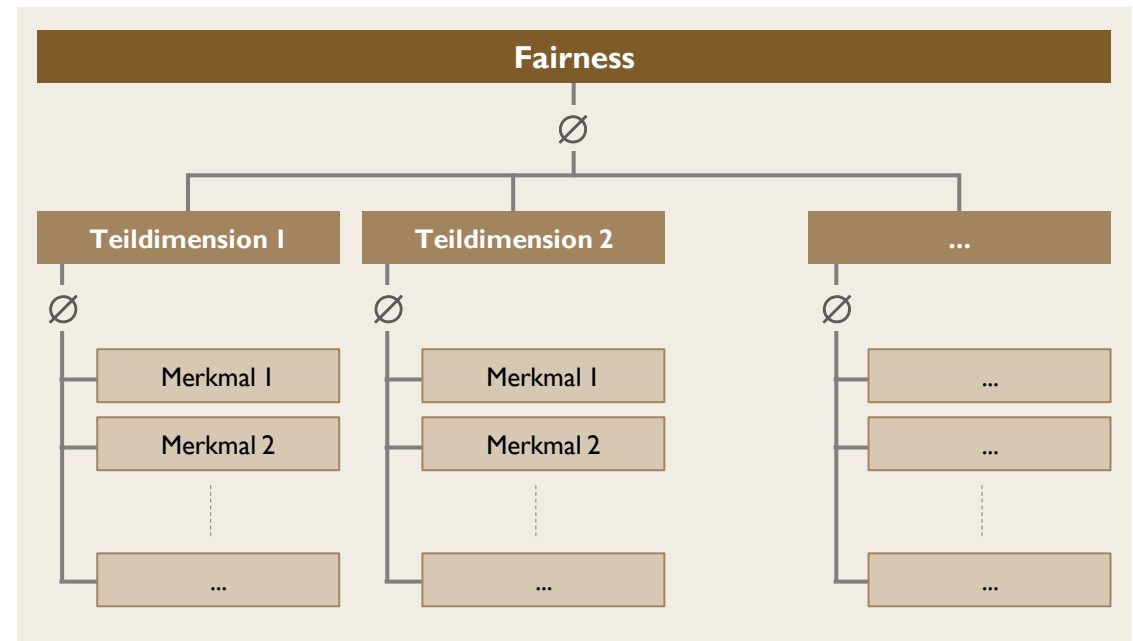 Fairness
Ø
Teildimension 1
Teildimension 2
...
Ø
Ø
Ø
Merkmal 1
Merkmal 1
...
Merkmal 2
Merkmal 2
...
...
...
...